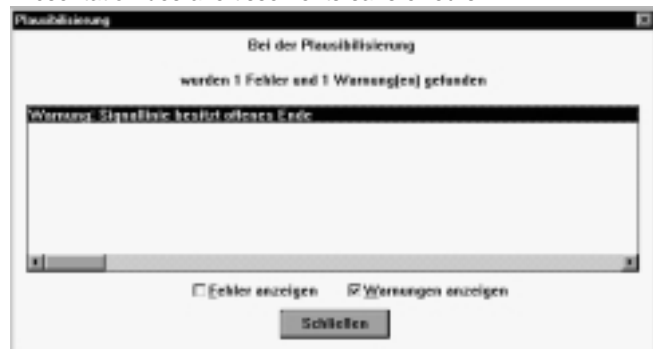 Plausibilisierung
Bei der Plausibilisierung
wurden 1 Fehler und 1 Warnung(en) gefunden
Warnung: Signallinie besitzt offenes Ende
Fehler anzeigen
Warnungen anzeigen
Schließen